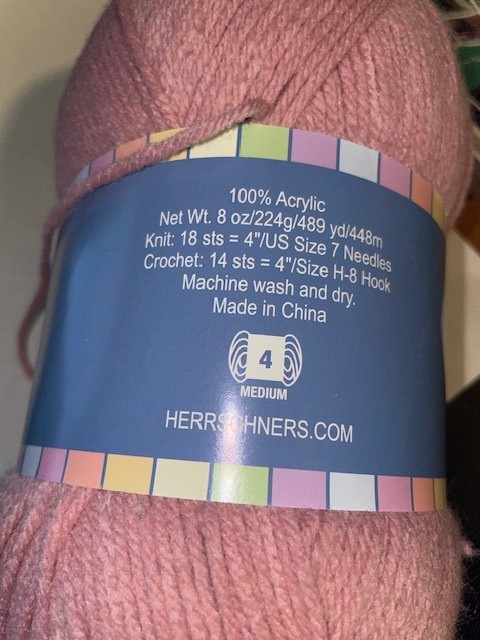 100% Acrylic
Net Wt. 8 oz/224g/489 yd/448m
Knit: 18 sts = 4"/US Size 7 Needles
Crochet: 14 sts = 4"/Size H-8 Hook
Machine wash and dry.
Made in China
4
MEDIUM
HERRSCHNERS.COM